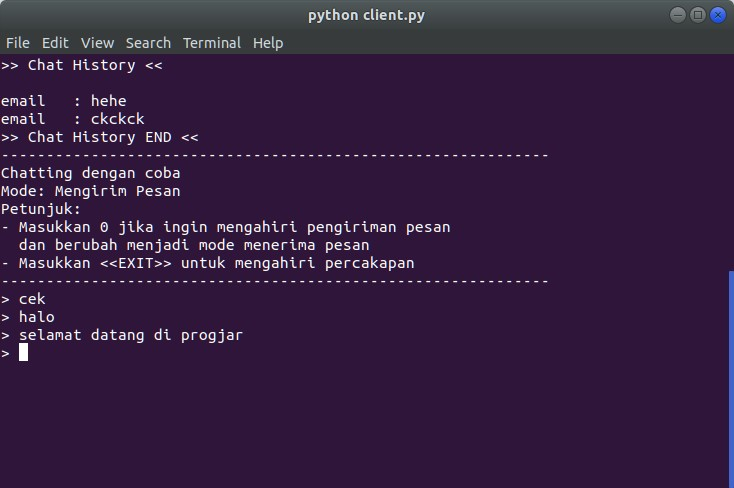 python client.py
File Edit View Search Terminal Help
>> Chat History <<
email   : hehe
email   : ckckck
>> Chat History END <<
-------------------------------------------------------------
Chatting dengan coba
Mode: Mengirim Pesan
Petunjuk:
- Masukkan 0 jika ingin mengahiri pengiriman pesan
  dan berubah menjadi mode menerima pesan
- Masukkan <<EXIT>> untuk mengahiri percakapan
-------------------------------------------------------------
> cek
> halo
> selamat datang di progjar
>